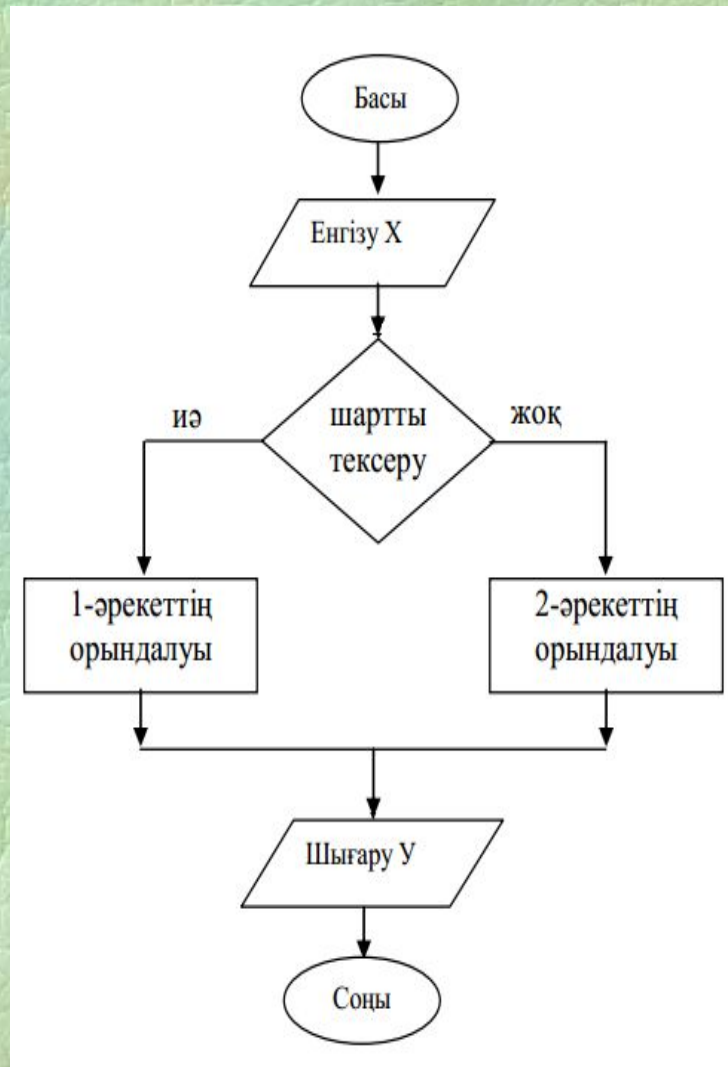 Басы
Енгізу Х
шартты
тексеру
иә
жоқ
1-әрекеттің
орындалуы
2-әрекеттің
орындалуы
Шығару У
Соңы